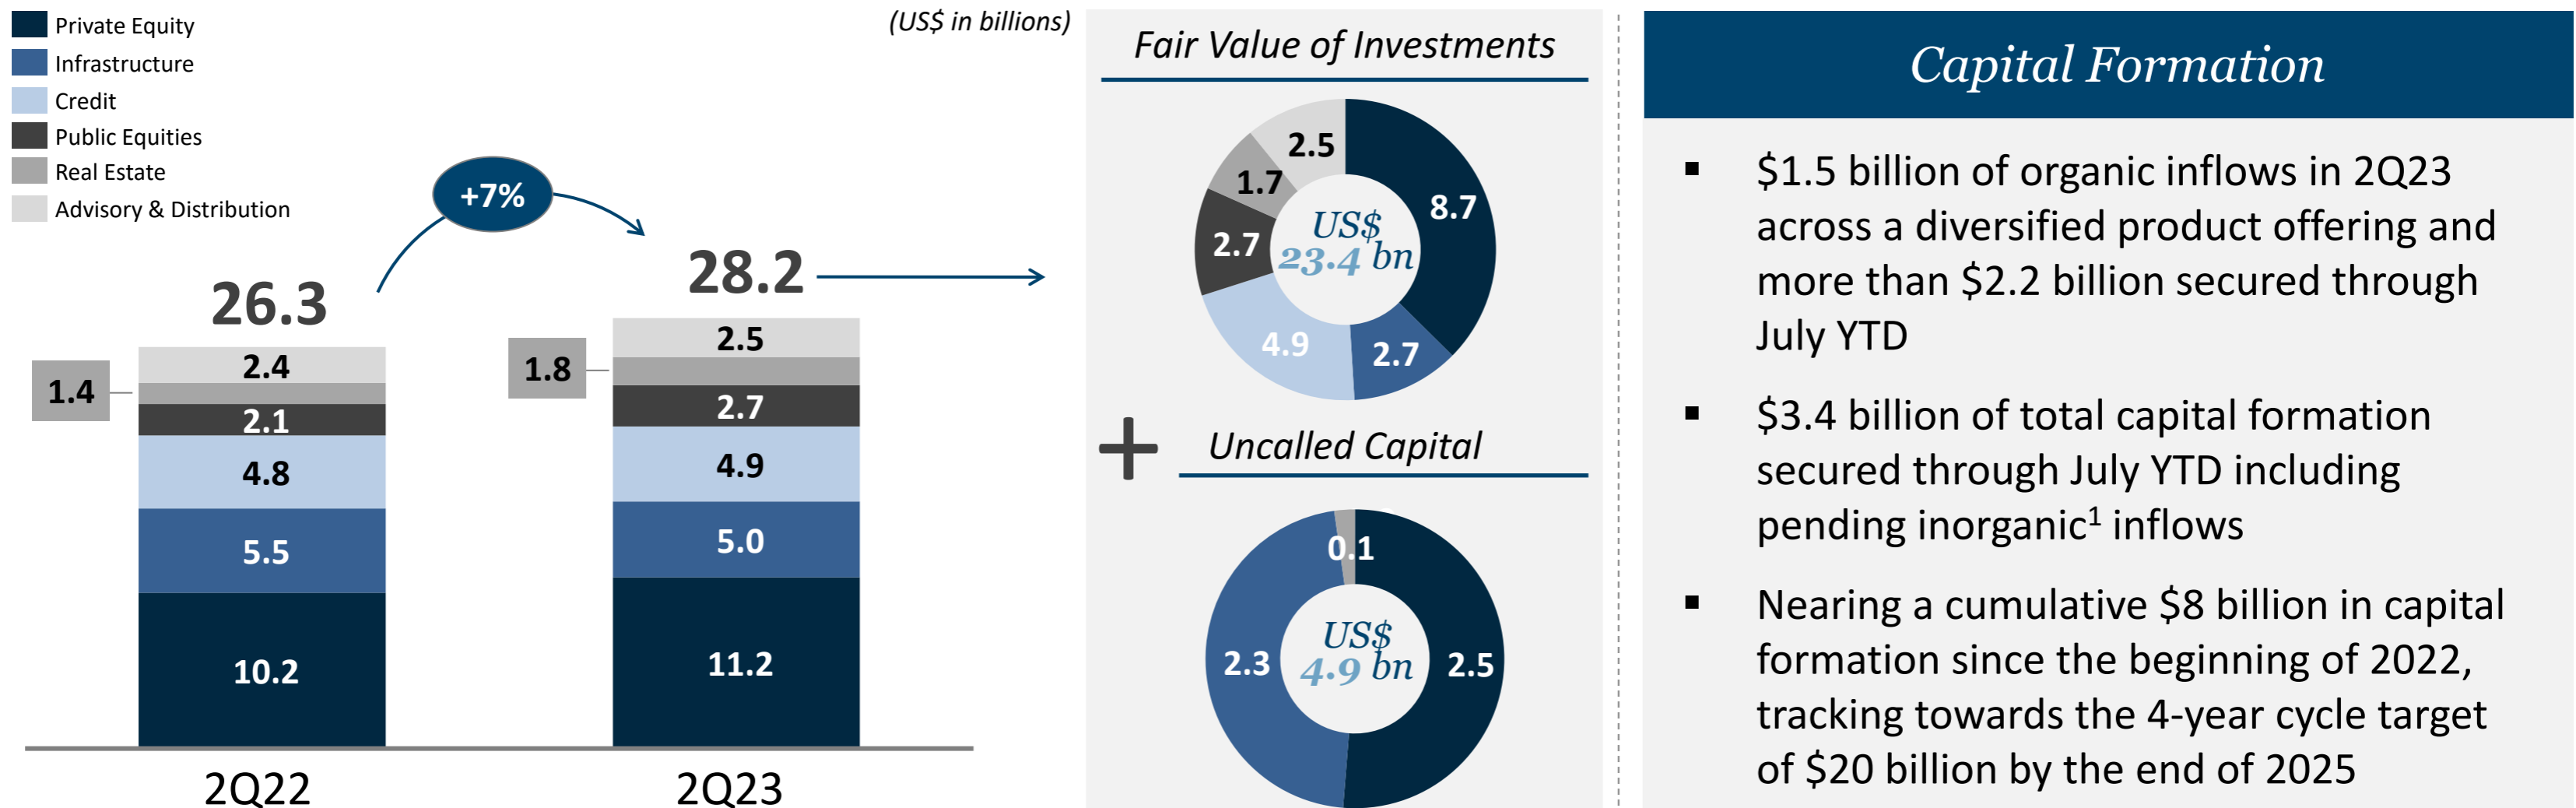 Private Equity
Infrastructure
Credit
Public Equities
Real Estate
Advisory & Distribution
(US$ in billions)
+7%
26.3
2.4
1.4
2.1
4.8
5.5
10.2
2Q22
28.2
2.5
1.8
2.7
4.9
5.0
11.2
2Q23
Fair Value of Investments
2.5
1.7
8.7
2.7
4.9
2.7
US$
23.4 bn
+
Uncalled Capital
0.1
2.3
2.5
US$
4.9 bn
Capital Formation
▪ $1.5 billion of organic inflows in 2Q23
across a diversified product offering and
more than $2.2 billion secured through
July YTD
▪ $3.4 billion of total capital formation
secured through July YTD including
pending inorganic¹ inflows
▪ Nearing a cumulative $8 billion in capital
formation since the beginning of 2022,
tracking towards the 4-year cycle target
of $20 billion by the end of 2025